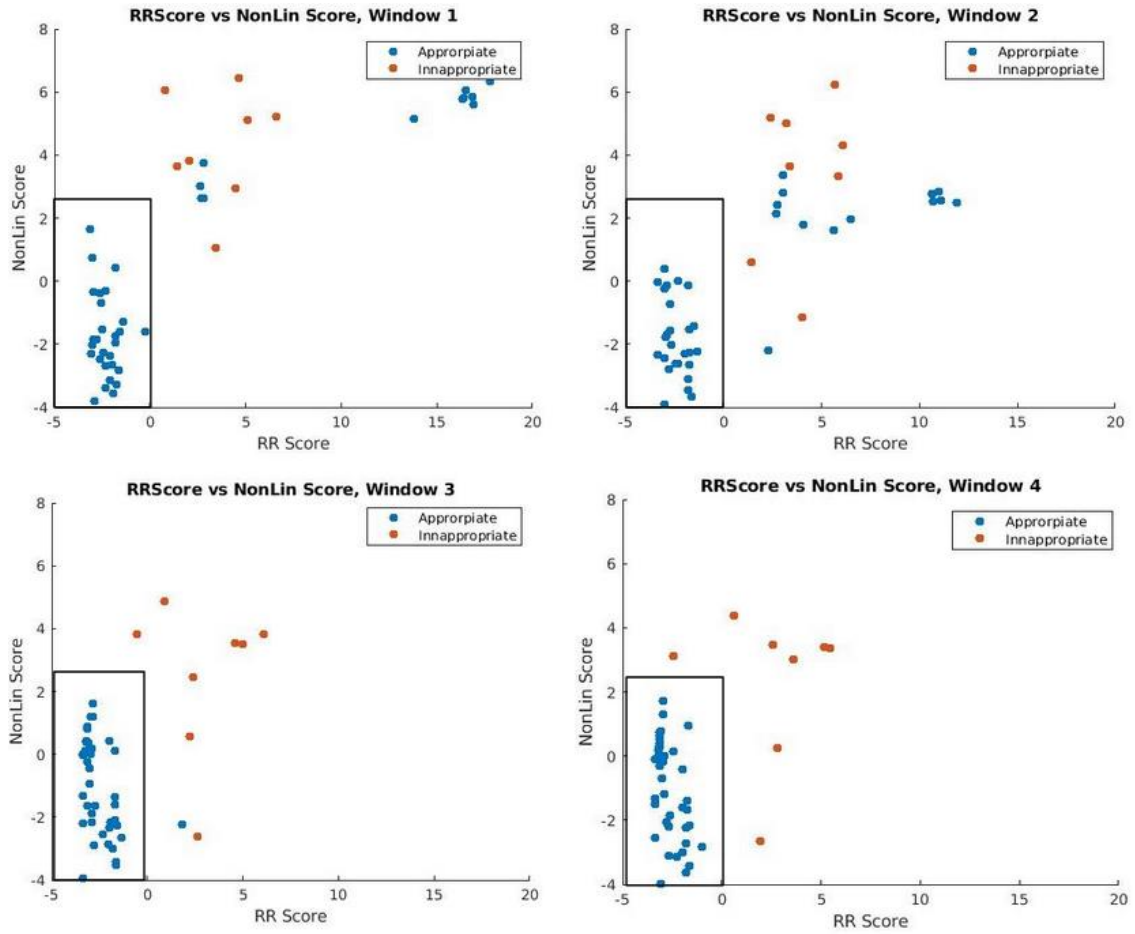 RRScore vs NonLin Score, Window 1
8
6
4
2
0
-2
-4
NonLin Score
-5
0
5
10
15
20
RR Score
Approrpiate
Innappropriate
RRScore vs NonLin Score, Window 2
8
6
4
2
0
-2
-4
NonLin Score
-5
0
5
10
15
20
RR Score
Approrpiate
Innappropriate
RRScore vs NonLin Score, Window 3
8
6
4
2
0
-2
-4
NonLin Score
-5
0
5
10
15
20
RR Score
Approrpiate
Innappropriate
RRScore vs NonLin Score, Window 4
8
6
4
2
0
-2
-4
NonLin Score
-5
0
5
10
15
20
RR Score
Approrpiate
Innappropriate